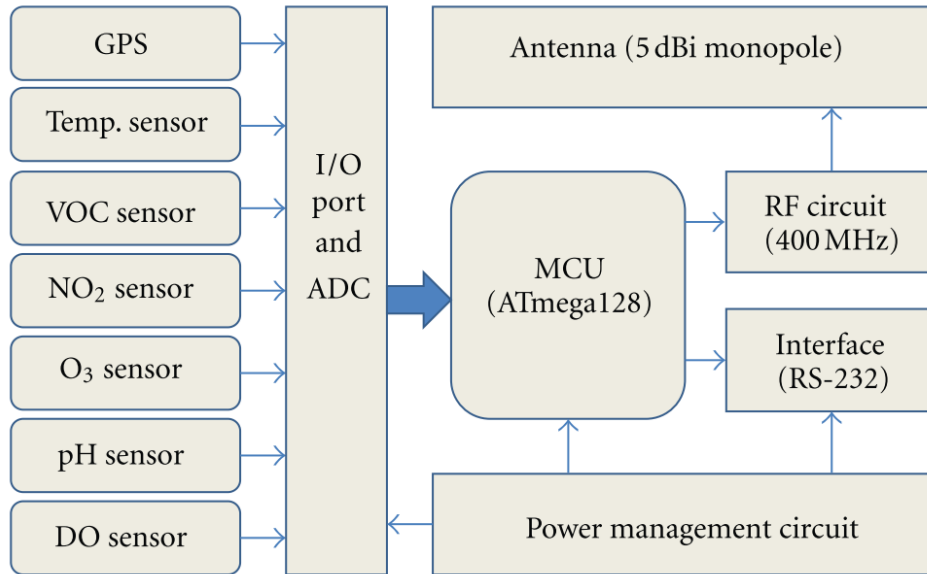 GPS
Temp. sensor
VOC sensor
NO₂ sensor
O₃ sensor
pH sensor
DO sensor
I/O
port
and
ADC
Antenna (5 dBi monopole)
MCU
(ATmega128)
RF circuit
(400 MHz)
Interface
(RS-232)
Power management circuit